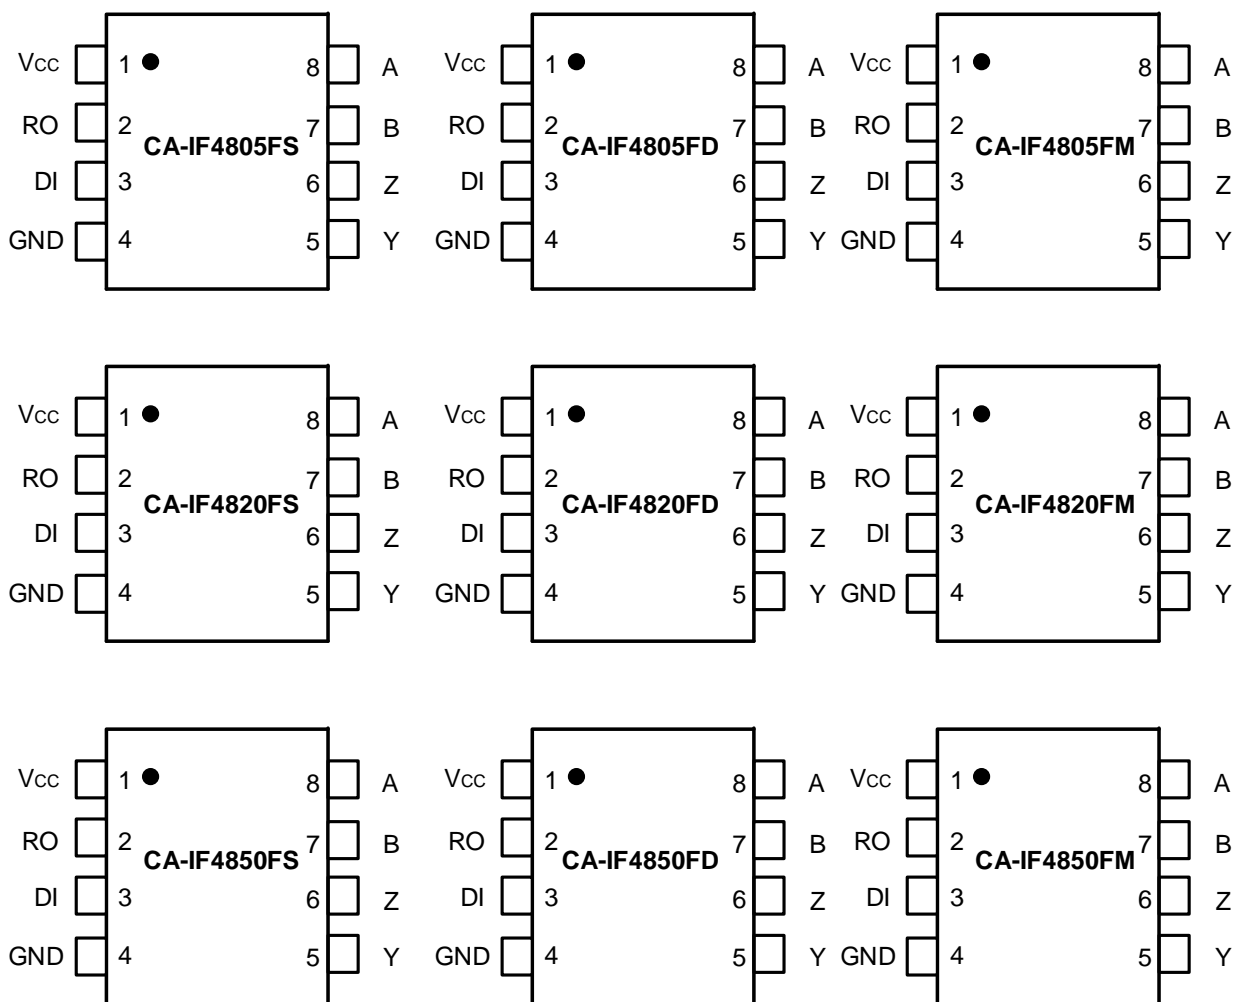 Vcc 1 8 A Vcc 1 8 A Vcc 1 8 A
RO 2 7 B RO 2 7 B RO 2 7 B
CA-IF4805FS CA-IF4805FD CA-IF4805FM
DI 3 6 Z DI 3 6 Z DI 3 6 Z
GND 4 5 Y GND 4 5 Y GND 4 5 Y
Vcc 1 8 A Vcc 1 8 A Vcc 1 8 A
RO 2 7 B RO 2 7 B RO 2 7 B
CA-IF4820FS CA-IF4820FD CA-IF4820FM
DI 3 6 Z DI 3 6 Z DI 3 6 Z
GND 4 5 Y GND 4 5 Y GND 4 5 Y
Vcc 1 8 A Vcc 1 8 A Vcc 1 8 A
RO 2 7 B RO 2 7 B RO 2 7 B
CA-IF4850FS CA-IF4850FD CA-IF4850FM
DI 3 6 Z DI 3 6 Z DI 3 6 Z
GND 4 5 Y GND 4 5 Y GND 4 5 Y